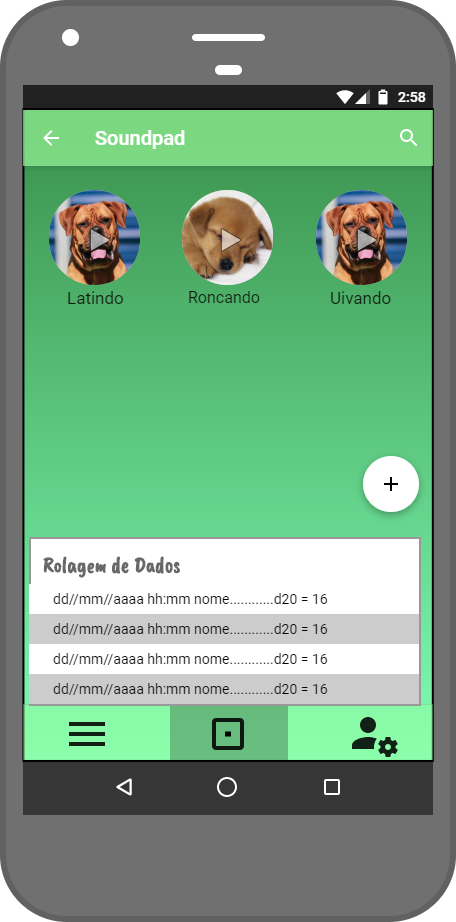 2:58
Soundpad
Latindo
Roncando
Uivando
Rolagem de Dados
dd//mm//aaaa hh:mm nome............d20 = 16
dd//mm//aaaa hh:mm nome............d20 = 16
dd//mm//aaaa hh:mm nome............d20 = 16
dd//mm//aaaa hh:mm nome............d20 = 16